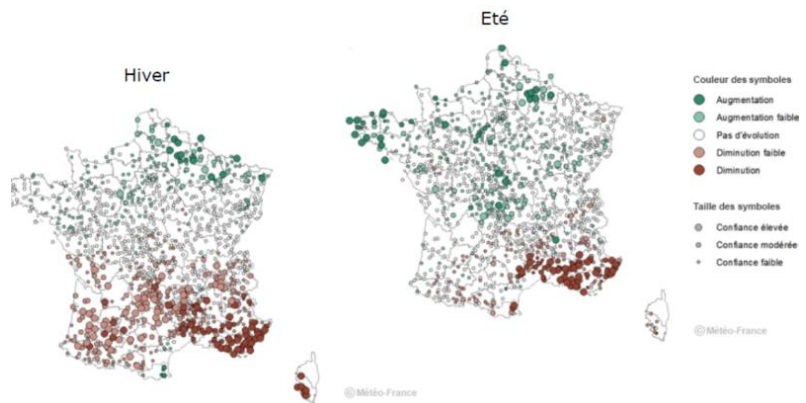 Eté
Hiver
Couleur des symboles
Augmentation
Augmentation faible
Pas d'évolution
Diminution faible
Diminution
Taille des symboles
Confiance élevée
Confiance modérée
Confiance faible
©Météo-France
©Météo-France